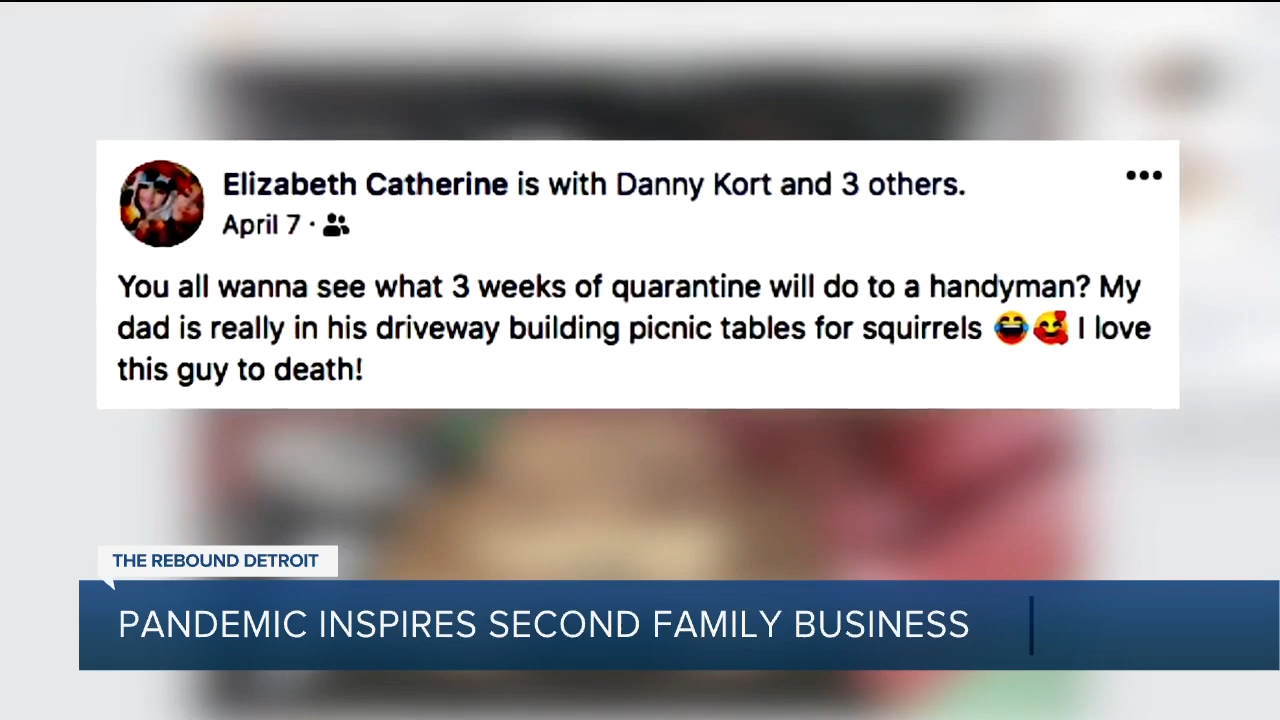 Elizabeth Catherine is with Danny Kort and 3 others.
April 7 ·
You all wanna see what 3 weeks of quarantine will do to a handyman? My
dad is really in his driveway building picnic tables for squirrels 😂🥰 I love
this guy to death!
THE REBOUND DETROIT
PANDEMIC INSPIRES SECOND FAMILY BUSINESS